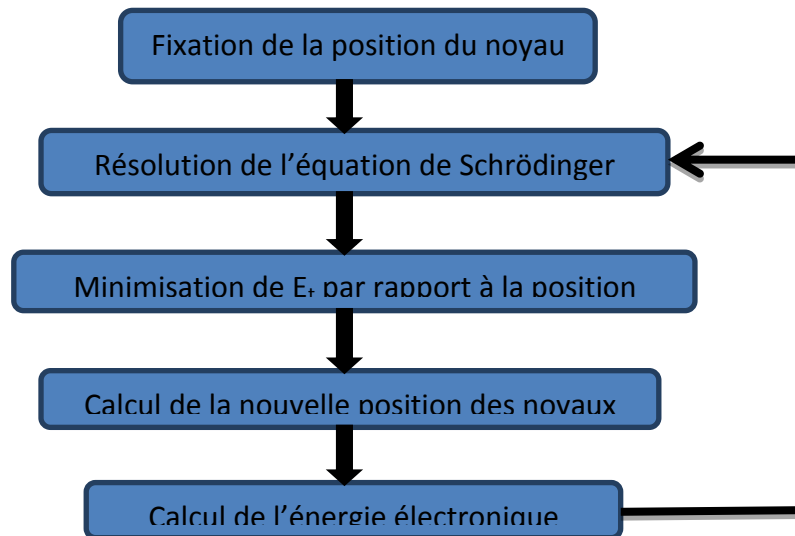 Fixation de la position du noyau
Résolution de l’équation de Schrödinger
Minimisation de Eₜ par rapport à la position
Calcul de la nouvelle position des noyaux
Calcul de l’énergie électronique